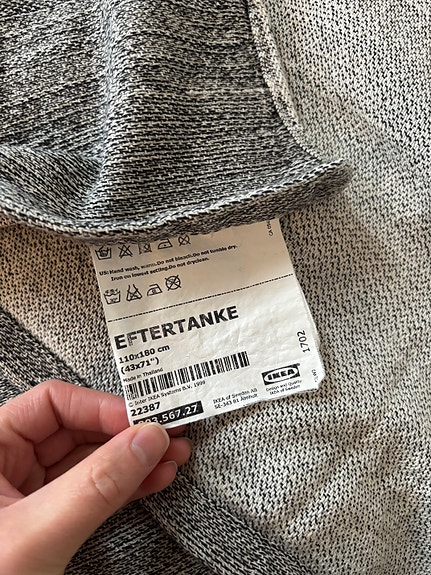 US: Hand wash, warm. Do not bleach. Do not tumble dry.
Iron on lowest setting. Do not dryclean.
EFTERTANKE
110x180 cm
(43x71")
Made in Thailand
© Inter IKEA Systems B.V. 1999
22387
567.27
IKEA of Sweden AB
SE-343 81 Älmhult
IKEA
Design and Quality
IKEA of Sweden
1702